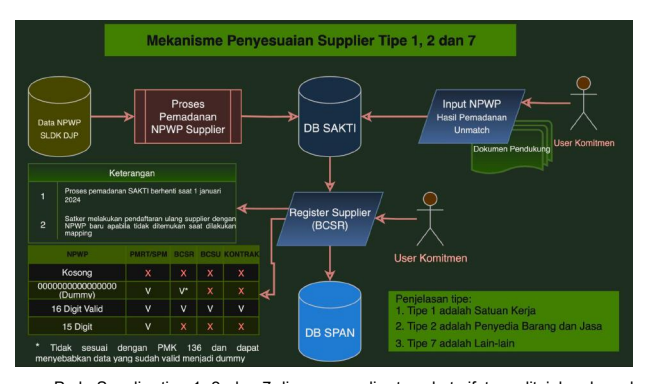 Mekanisme Penyesuaian Supplier Tipe 1, 2 dan 7
Data NPWP
SLDK DJP
Proses
Pemadanan
NPWP Supplier
DB SAKTI
Input NPWP
Hasil Pemadanan
Unmatch
Dokumen Pendukung
User Komitmen
Keterangan
1 Proses pemadanan SAKTI berhenti saat 1 januari
2024
2 Satker melakukan pendaftaran ulang supplier dengan
NPWP baru apabila tidak ditemukan saat dilakukan
mapping
Register Supplier
(BCSR)
User Komitmen
NPWP PMRT/SPM BCSR BCSU KONTRAK
Kosong X X X X
0000000000000000
(Dummy) V V* X X
16 Digit Valid V V V V
15 Digit V X X X
* Tidak sesuai dengan PMK 136 dan dapat
menyebabkan data yang sudah valid menjadi dummy
DB SPAN
Penjelasan tipe:
1. Tipe 1 adalah Satuan Kerja
2. Tipe 2 adalah Penyedia Barang dan Jasa
3. Tipe 7 adalah Lain-lain